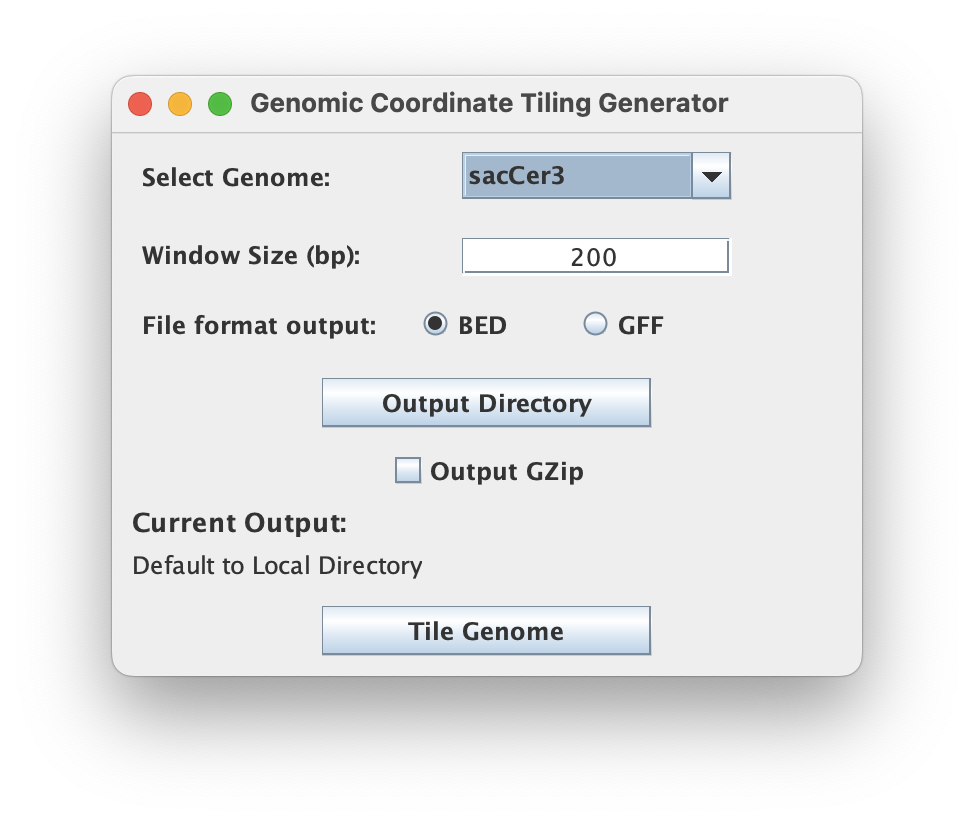 Genomic Coordinate Tiling Generator
Select Genome: sacCer3
Window Size (bp): 200
File format output: BED GFF
Output Directory
Output GZip
Current Output:
Default to Local Directory
Tile Genome